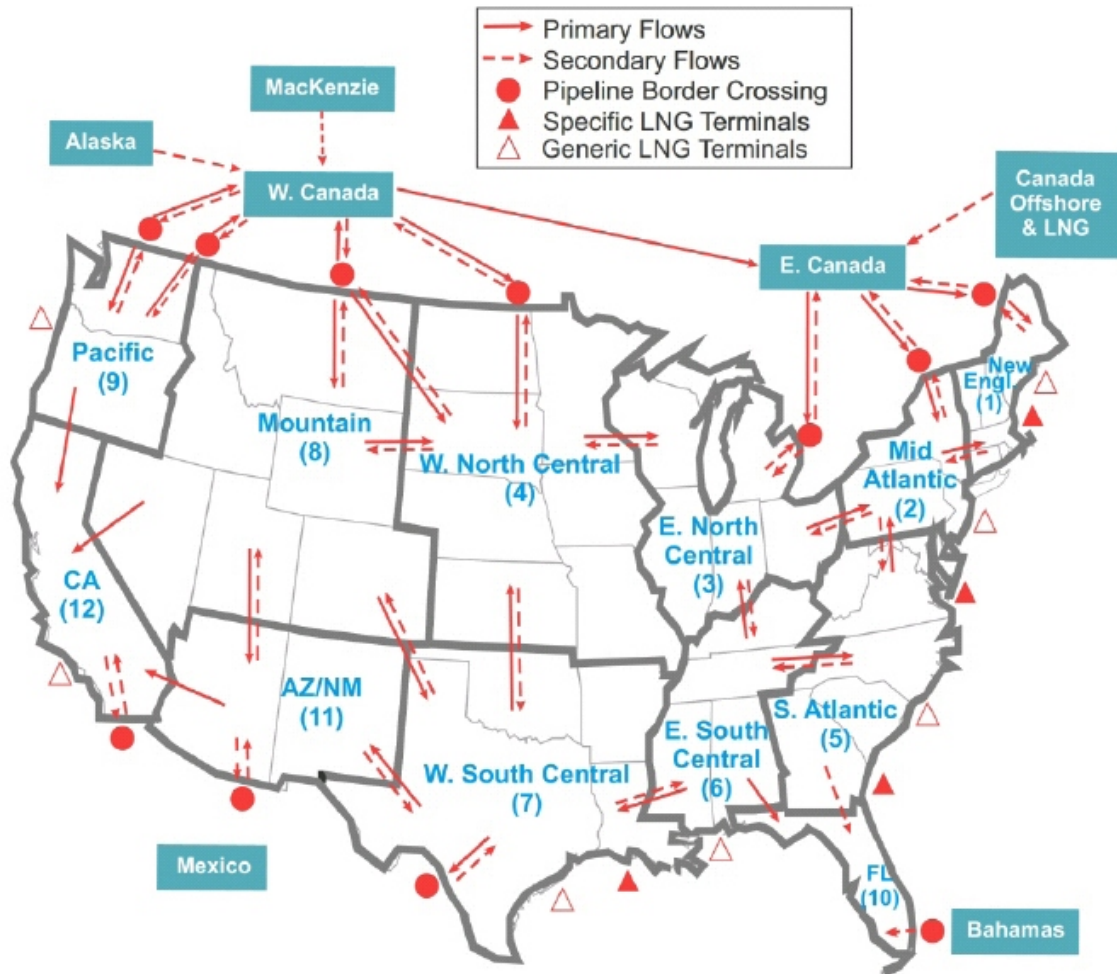 Primary Flows
Secondary Flows
Pipeline Border Crossing
Specific LNG Terminals
Generic LNG Terminals
MacKenzie
Alaska
W. Canada
Canada
Offshore
& LNG
E. Canada
Pacific
(9)
Mountain
(8)
W. North Central
(4)
New
Engl
(1)
Mid
Atlantic
(2)
E. North
Central
(3)
CA
(12)
AZ/NM
(11)
W. South Central
(7)
E. South
Central
(6)
S. Atlantic
(5)
FL
(10)
Mexico
Bahamas